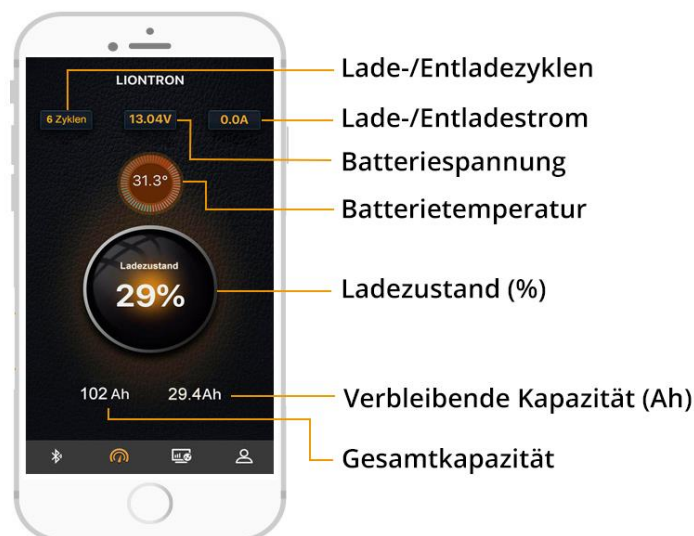 LIONTRON
6 Zyklen
13.04V
0.0A
31.3°
Ladezustand
29%
102 Ah
29.4Ah
Lade-/Entladezyklen
Lade-/Entladestrom
Batteriespannung
Batterietemperatur
Ladezustand (%)
Verbleibende Kapazität (Ah)
Gesamtkapazität